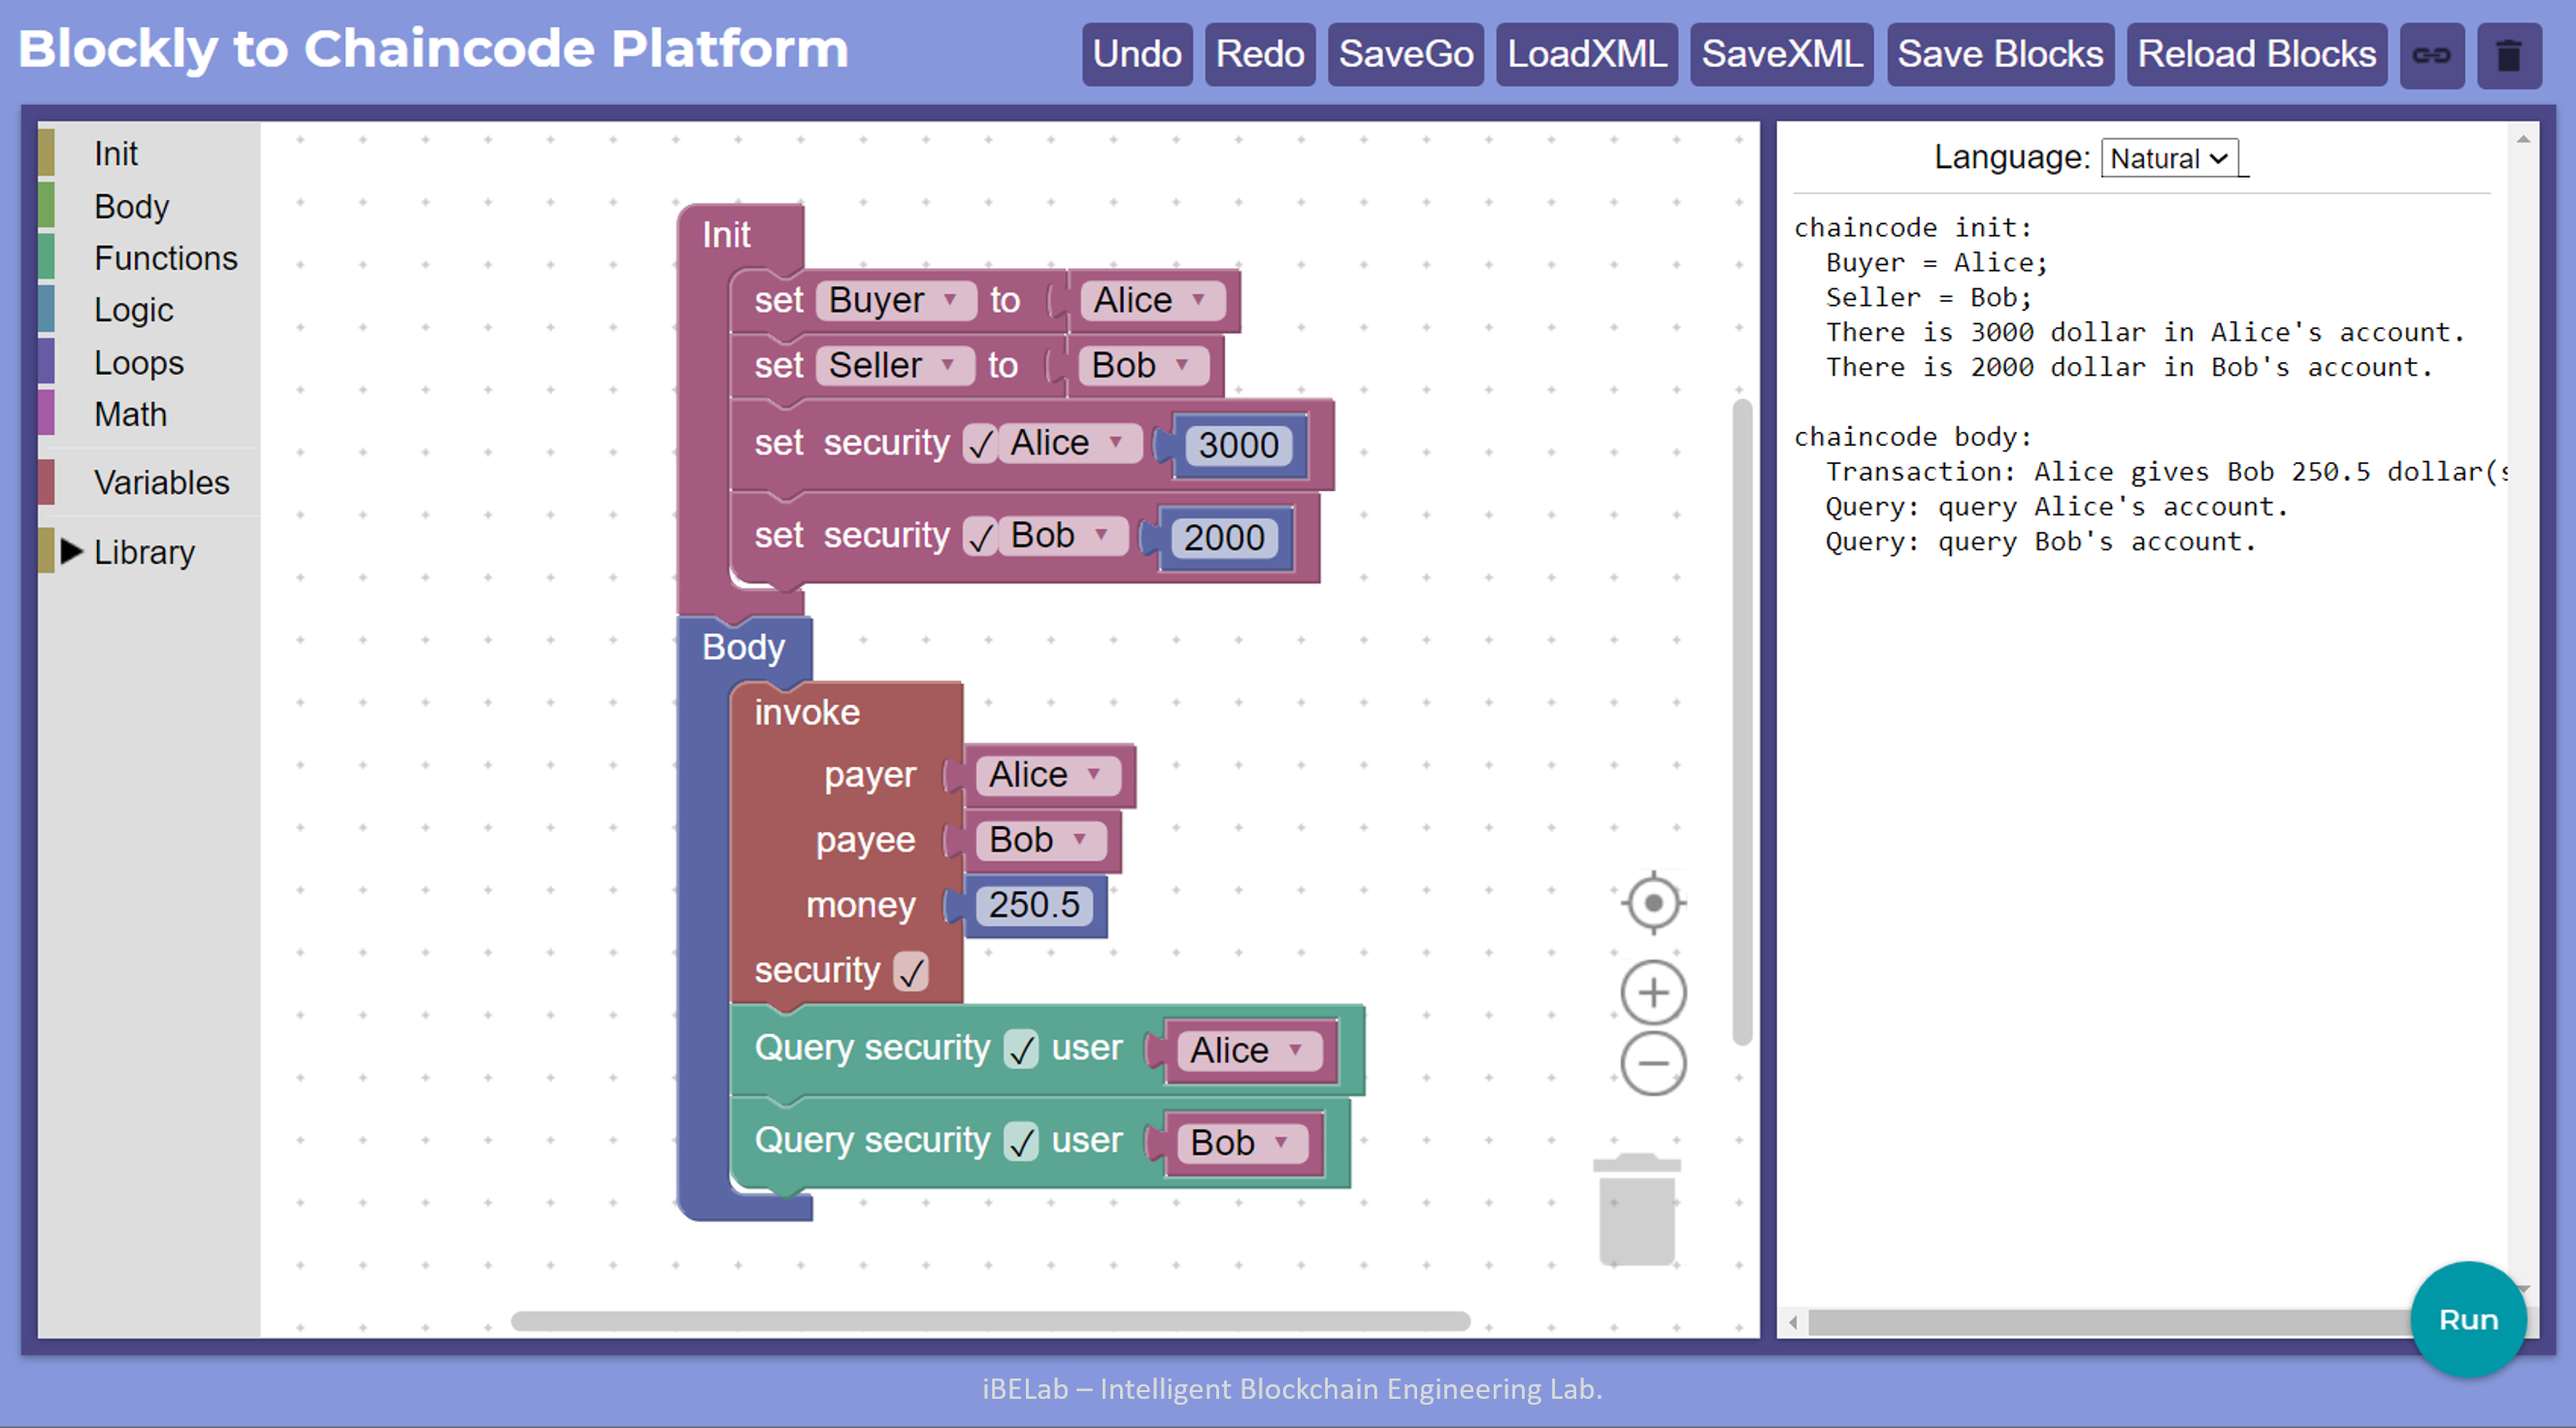 Blockly to Chaincode Platform
Undo Redo SaveGo LoadXML SaveXML Save Blocks Reload Blocks
Init
Body
Functions
Logic
Loops
Math
Variables
Library
Init
set Buyer to Alice
set Seller to Bob
set security ✓ Alice 3000
set security ✓ Bob 2000
Body
invoke
payer Alice
payee Bob
money 250.5
security ✓
Query security ✓ user Alice
Query security ✓ user Bob
Language: Natural
chaincode init:
Buyer = Alice;
Seller = Bob;
There is 3000 dollar in Alice's account.
There is 2000 dollar in Bob's account.
chaincode body:
Transaction: Alice gives Bob 250.5 dollar(s
Query: query Alice's account.
Query: query Bob's account.
Run
iBELab – Intelligent Blockchain Engineering Lab.